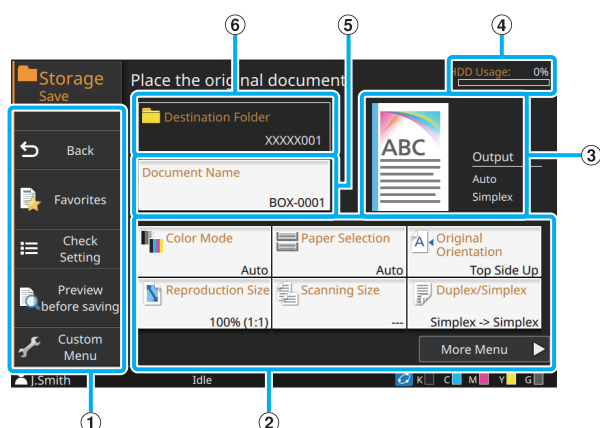 6
5
4
Storage
Save
Place the original document
HDD Usage: 0%
Destination Folder
XXXXX001
ABC
Output
Auto
Simplex
3
Back
Document Name
BOX-0001
Favorites
Check
Setting
Color Mode
Auto
Paper Selection
Auto
Original
Orientation
Top Side Up
Preview
before saving
Reproduction Size
100% (1:1)
Scanning Size
---
Duplex/Simplex
Simplex -> Simplex
Custom
Menu
More Menu
J.Smith
Idle
K C M Y G
1
2